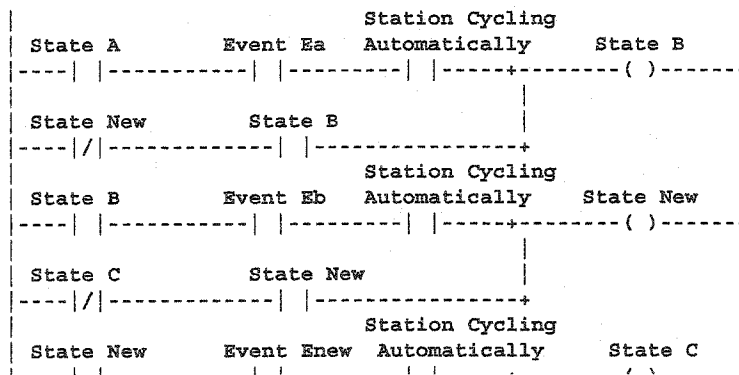 Station Cycling
State A Event Ea Automatically State B
|----| |------------| |---------| |-----+--------( )------
State New State B
|----|/|-------------| |----------------+
Station Cycling
State B Event Eb Automatically State New
|----| |------------| |---------| |-----+--------( )------
State C State New
|----|/|-------------| |----------------+
Station Cycling
State New Event Enew Automatically State C